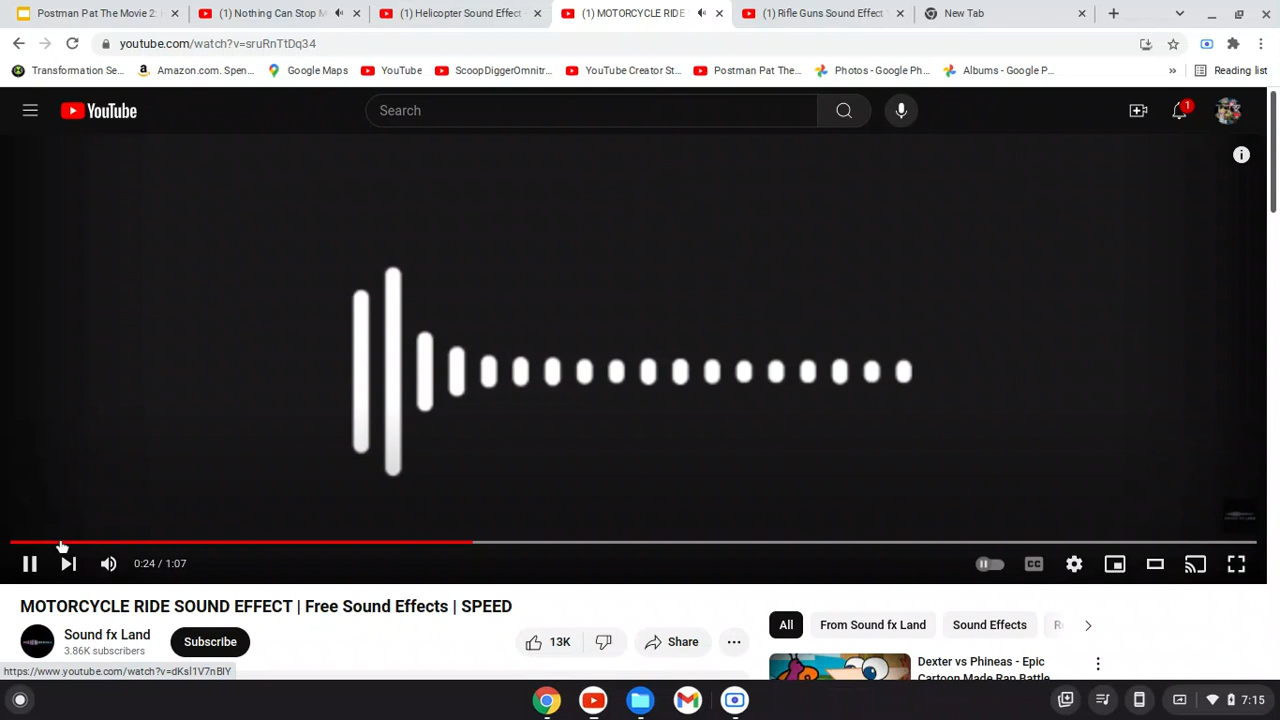 Postman Pat The Movie 2:
(1) Nothing Can Stop M
(1) Helicopter Sound Effect -
(1) MOTORCYCLE RIDE
(1) Rifle Guns Sound Effect
New Tab
youtube.com/watch?v=sruRnTtDq34
Transformation Se...
Amazon.com. Spen...
Google Maps
YouTube
ScoopDiggerOmnitr...
YouTube Creator St...
Postman Pat The...
Photos - Google Ph...
Albums - Google P...
»
Reading list
YouTube
Search
1
0:24 / 1:07
CC
MOTORCYCLE RIDE SOUND EFFECT | Free Sound Effects | SPEED
Sound fx Land
3.86K subscribers
Subscribe
13K
Share
All
From Sound fx Land
Sound Effects
Dexter vs Phineas - Epic
Cartoon Made Rap Battle
https://www.youtube.com/watch?v=dKsl1V7nBIY
7:15